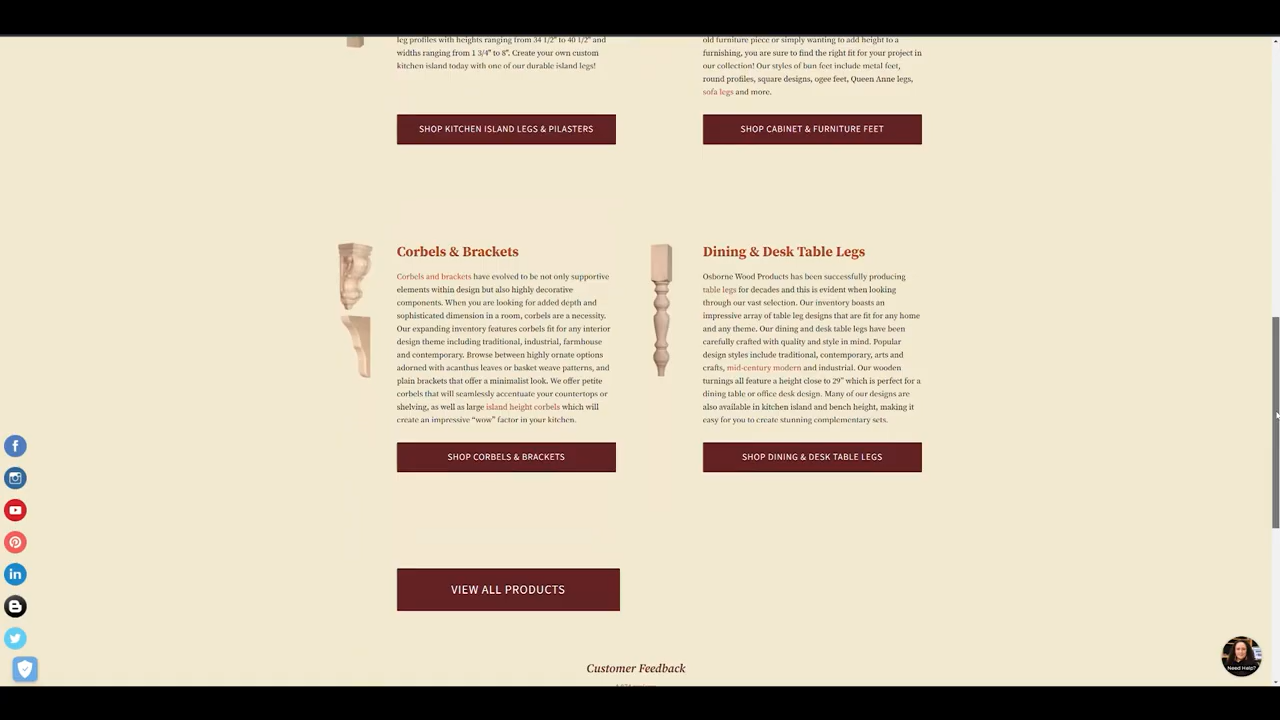 leg profiles with heights ranging from 34 1/2" to 40 1/2" and
widths ranging from 1 3/4" to 8". Create your own custom
kitchen island today with one of our durable island legs!
SHOP KITCHEN ISLAND LEGS & PILASTERS
old furniture piece or simply wanting to add height to a
furnishing, you are sure to find the right fit for your project in
our collection! Our styles of bun feet include metal feet,
round profiles, square designs, ogee feet, Queen Anne legs,
sofa legs and more.
SHOP CABINET & FURNITURE FEET
Corbels & Brackets
Corbels and brackets have evolved to be not only supportive
elements within design but also highly decorative
components. When you are looking for added depth and
sophisticated dimension in a room, corbels are a necessity.
Our expanding inventory features corbels fit for any interior
design theme including traditional, industrial, farmhouse
and contemporary. Browse between highly ornate options
adorned with acanthus leaves or basket weave patterns, and
plain brackets that offer a minimalist look. We offer petite
corbels that will seamlessly accentuate your countertops or
shelving, as well as large island height corbels which will
create an impressive "wow" factor in your kitchen.
SHOP CORBELS & BRACKETS
Dining & Desk Table Legs
Osborne Wood Products has been successfully producing
table legs for decades and this is evident when looking
through our vast selection. Our inventory boasts an
impressive array of table leg designs that are fit for any home
and any theme. Our dining and desk table legs have been
carefully crafted with quality and style in mind. Popular
design styles include traditional, contemporary, arts and
crafts, mid-century modern and industrial. Our wooden
turnings all feature a height close to 29" which is perfect for a
dining table or office desk design. Many of our designs are
also available in kitchen island and bench height, making it
easy for you to create stunning complementary sets.
SHOP DINING & DESK TABLE LEGS
VIEW ALL PRODUCTS
Customer Feedback
Need Help?